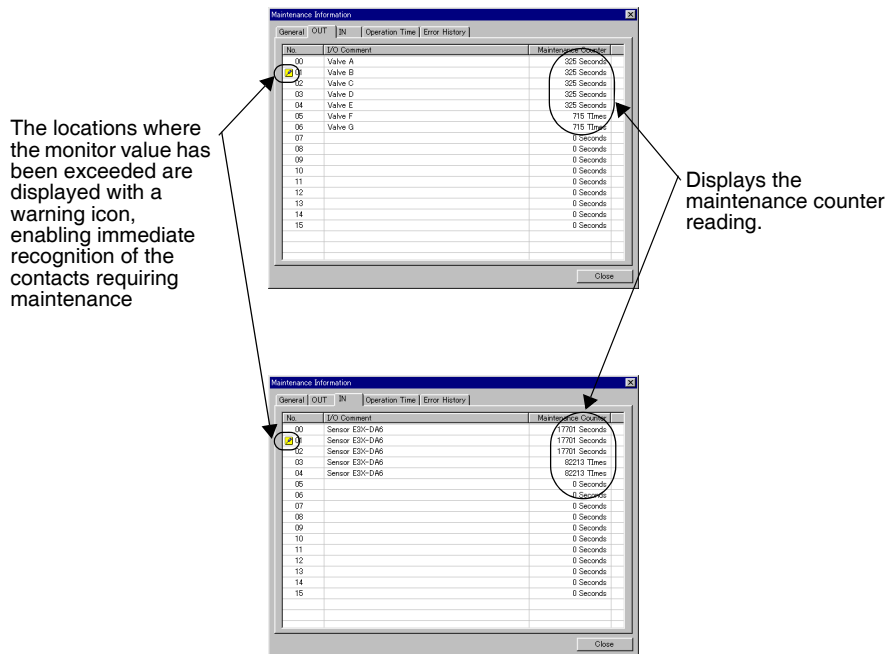 Maintenance Information
General OUT IN Operation Time Error History
No. I/O Comment Maintenance Counter
00 Valve A 325 Seconds
01 Valve B 325 Seconds
02 Valve C 325 Seconds
03 Valve D 325 Seconds
04 Valve E 325 Seconds
05 Valve F 715 TImes
06 Valve G 715 TImes
07 0 Seconds
08 0 Seconds
09 0 Seconds
10 0 Seconds
11 0 Seconds
12 0 Seconds
13 0 Seconds
14 0 Seconds
15 0 Seconds
Close
The locations where
the monitor value has
been exceeded are
displayed with a
warning icon,
enabling immediate
recognition of the
contacts requiring
maintenance
Displays the
maintenance counter
reading.
Maintenance Information
General OUT IN Operation Time Error History
No. I/O Comment Maintenance Counter
00 Sensor E3X-DA6 17701 Seconds
01 Sensor E3X-DA6 17701 Seconds
02 Sensor E3X-DA6 17701 Seconds
03 Sensor E3X-DA6 82213 TImes
04 Sensor E3X-DA6 82213 TImes
05 0 Seconds
06 0 Seconds
07 0 Seconds
08 0 Seconds
09 0 Seconds
10 0 Seconds
11 0 Seconds
12 0 Seconds
13 0 Seconds
14 0 Seconds
15 0 Seconds
Close